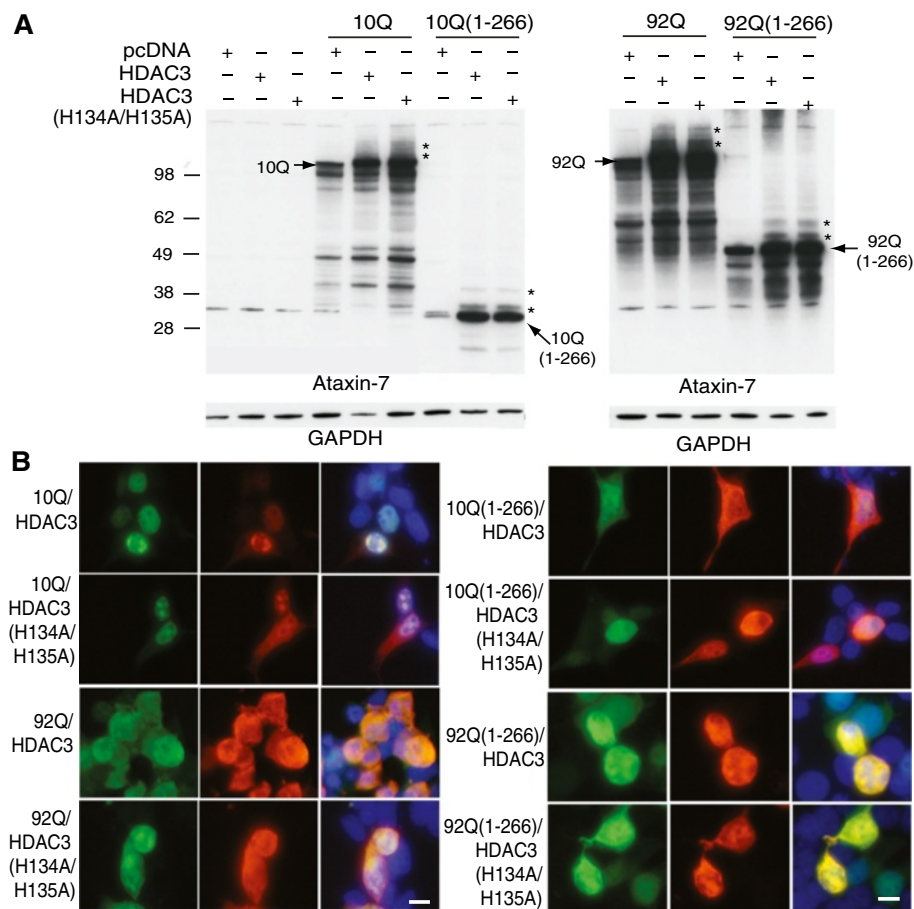 A
10Q 10Q(1-266) 92Q 92Q(1-266)
pcDNA + – – + – – + – – + – – + – –
HDAC3 – + – – + – – + – – + – – + –
HDAC3 – – + – – + – – + – – + – – +
(H134A/H135A)
10Q
98
62
49
38
28
*
*
*
*
10Q
(1-266)
92Q
*
*
*
*
92Q
(1-266)
Ataxin-7 Ataxin-7
GAPDH GAPDH
B
10Q/
HDAC3
10Q/
HDAC3
(H134A/
H135A)
92Q/
HDAC3
92Q/
HDAC3
(H134A/
H135A)
10Q(1-266)/
HDAC3
10Q(1-266)/
HDAC3
(H134A/
H135A)
92Q(1-266)/
HDAC3
92Q(1-266)/
HDAC3
(H134A/
H135A)